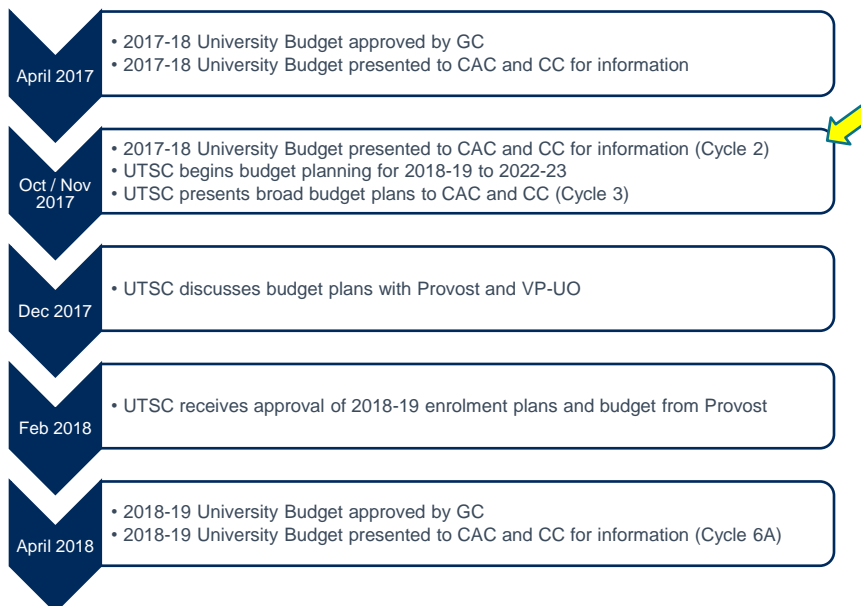 April 2017
• 2017-18 University Budget approved by GC
• 2017-18 University Budget presented to CAC and CC for information
Oct / Nov
2017
• 2017-18 University Budget presented to CAC and CC for information (Cycle 2)
• UTSC begins budget planning for 2018-19 to 2022-23
• UTSC presents broad budget plans to CAC and CC (Cycle 3)
Dec 2017
• UTSC discusses budget plans with Provost and VP-UO
Feb 2018
• UTSC receives approval of 2018-19 enrolment plans and budget from Provost
April 2018
• 2018-19 University Budget approved by GC
• 2018-19 University Budget presented to CAC and CC for information (Cycle 6A)